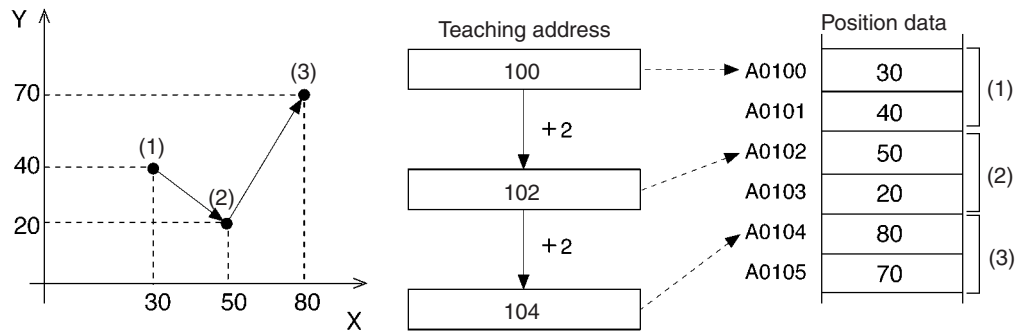 Y
70
40
20
(1)
(2)
(3)
30 50 80
X
Teaching address
100
+2
102
+2
104
Position data
A0100 30
A0101 40
(1)
A0102 50
A0103 20
(2)
A0104 80
A0105 70
(3)